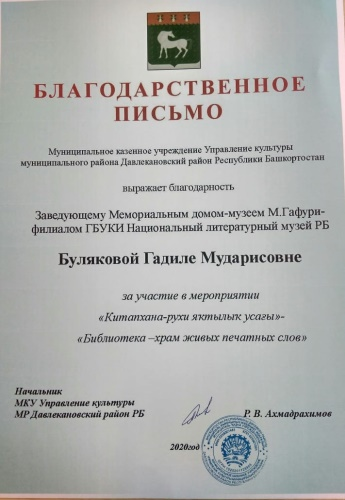 БЛАГОДАРСТВЕННОЕ
ПИСЬМО
Муниципальное казенное учреждение Управление культуры
муниципального района Давлекановский район Республики Башкортостан
выражает благодарность
Заведующему Мемориальным домом-музеем М.Гафури-
филиалом ГБУКИ Национальный литературный музей РБ
Буляковой Гадиле Мударисовне
за участие в мероприятии
«Китапхана-рухи яҡтылыҡ усағы»-
«Библиотека –храм живых печатных слов»
Начальник
МКУ Управление культуры
МР Давлекановский район РБ
Р. В. Ахмадрахимов
2020год